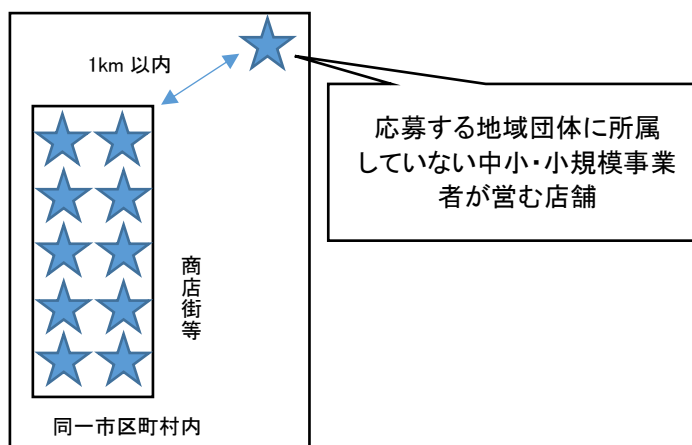 1km 以内
応募する地域団体に所属
していない中小・小規模事業
者が営む店舗
商店街等
同一市区町村内